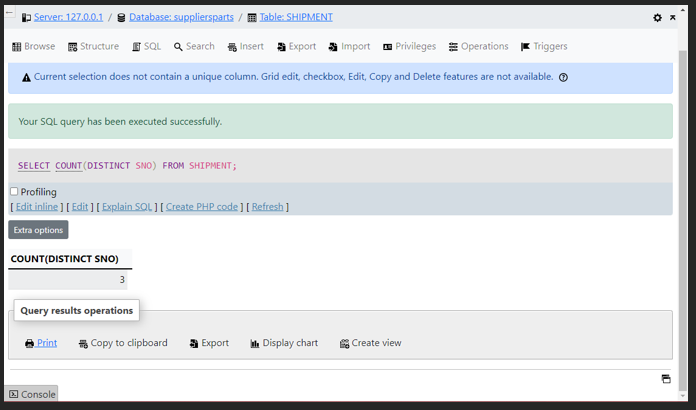 Server: 127.0.0.1 / Database: suppliersparts / Table: SHIPMENT
Browse Structure SQL Search Insert Export Import Privileges Operations Triggers
Current selection does not contain a unique column. Grid edit, checkbox, Edit, Copy and Delete features are not available.
Your SQL query has been executed successfully.
SELECT COUNT(DISTINCT SNO) FROM SHIPMENT;
Profiling
[ Edit inline ] [ Edit ] [ Explain SQL ] [ Create PHP code ] [ Refresh ]
Extra options
COUNT(DISTINCT SNO)
3
Query results operations
Print Copy to clipboard Export Display chart Create view
Console